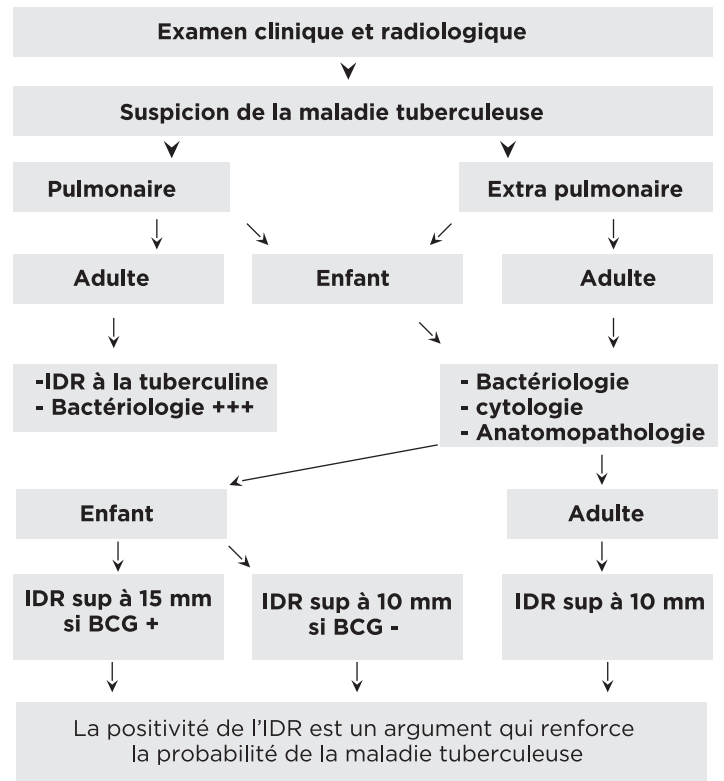 Examen clinique et radiologique
Suspicion de la maladie tuberculeuse
Pulmonaire
Extra pulmonaire
Adulte
Enfant
Adulte
-IDR à la tuberculine
- Bactériologie +++
- Bactériologie
- cytologie
- Anatomopathologie
Enfant
Adulte
IDR sup à 15 mm
si BCG +
IDR sup à 10 mm
si BCG -
IDR sup à 10 mm
La positivité de l'IDR est un argument qui renforce
la probabilité de la maladie tuberculeuse